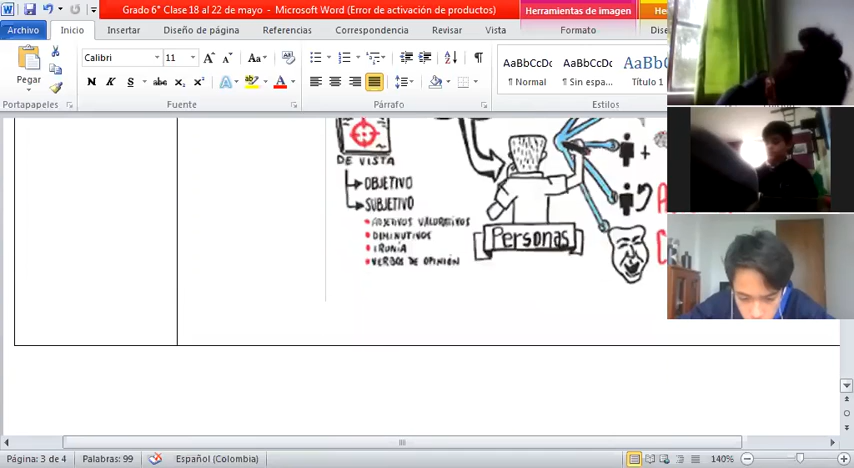 Grado 6° Clase 18 al 22 de mayo - Microsoft Word (Error de activación de productos)
Herramientas de imagen
Archivo
Inicio
Insertar
Diseño de página
Referencias
Correspondencia
Revisar
Vista
Formato
Calibri
11
Pegar
N K S abc x₂ x²
AaBbCcDc AaBbCcDc AaBbC
¶ Normal
¶ Sin espa...
Título 1
Portapapeles
Fuente
Párrafo
Estilos
DE VISTA
OBJETIVO
SUBJETIVO
ADJETIVOS VALORATIVOS
DIMINUTIVOS
IRONIA
VERBOS DE OPINIÓN
Personas
Página: 3 de 4
Palabras: 99
Español (Colombia)
140%